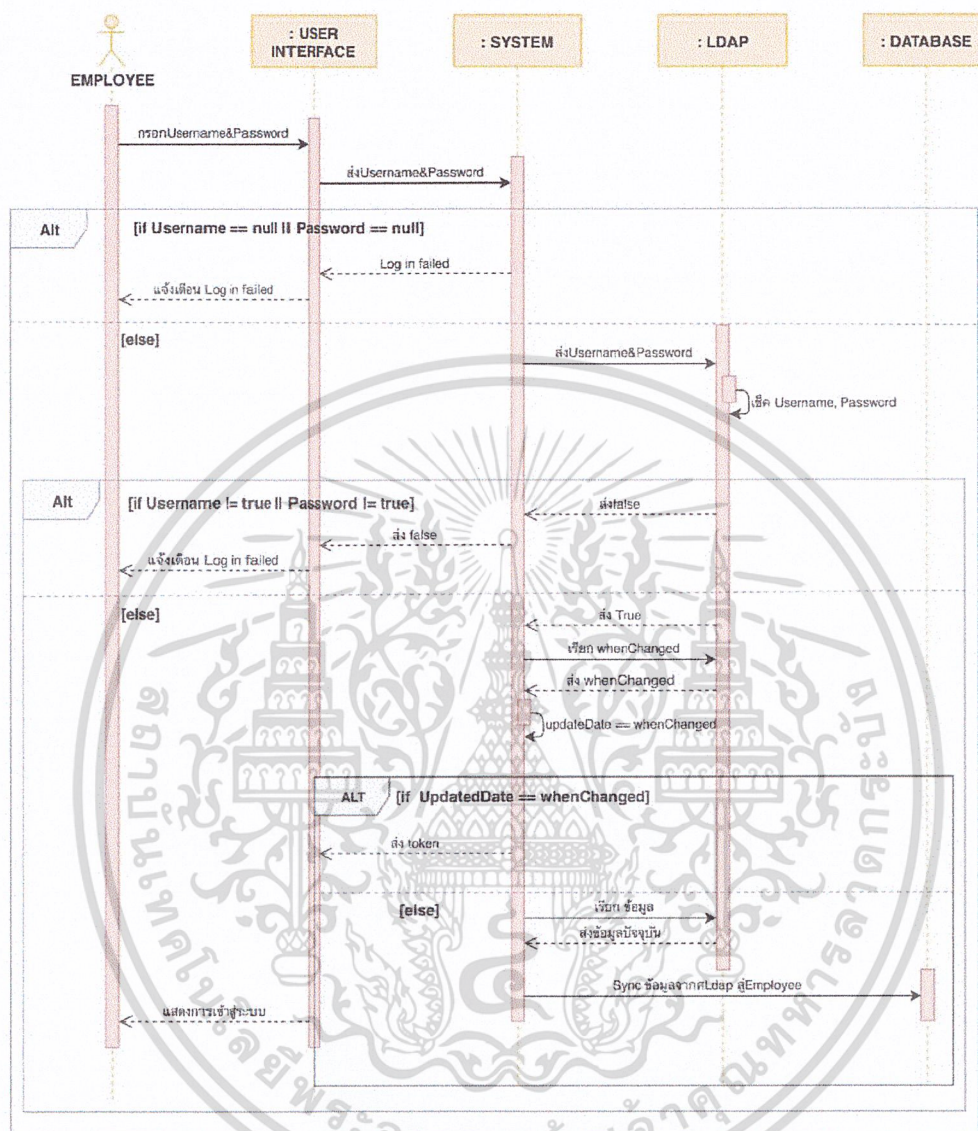 : USER
INTERFACE
: SYSTEM
: LDAP
: DATABASE
EMPLOYEE
กรอกUsername&Password
ส่งUsername&Password
Alt
[if Username == null || Password == null]
Log in failed
แจ้งเตือน Log in failed
[else]
ส่งUsername&Password
เช็ค Username, Password
Alt
[if Username != true || Password != true]
ส่งfalse
ส่ง false
แจ้งเตือน Log in failed
[else]
ส่ง True
เรียก whenChanged
ส่ง whenChanged
updateDate == whenChanged
ALT
[if UpdatedDate == whenChanged]
ส่ง token
[else]
เรียก ข้อมูล
ส่งข้อมูลปัจจุบัน
Sync ข้อมูลจากศLdap สู่Employee
แสดงการเข้าสู่ระบบ